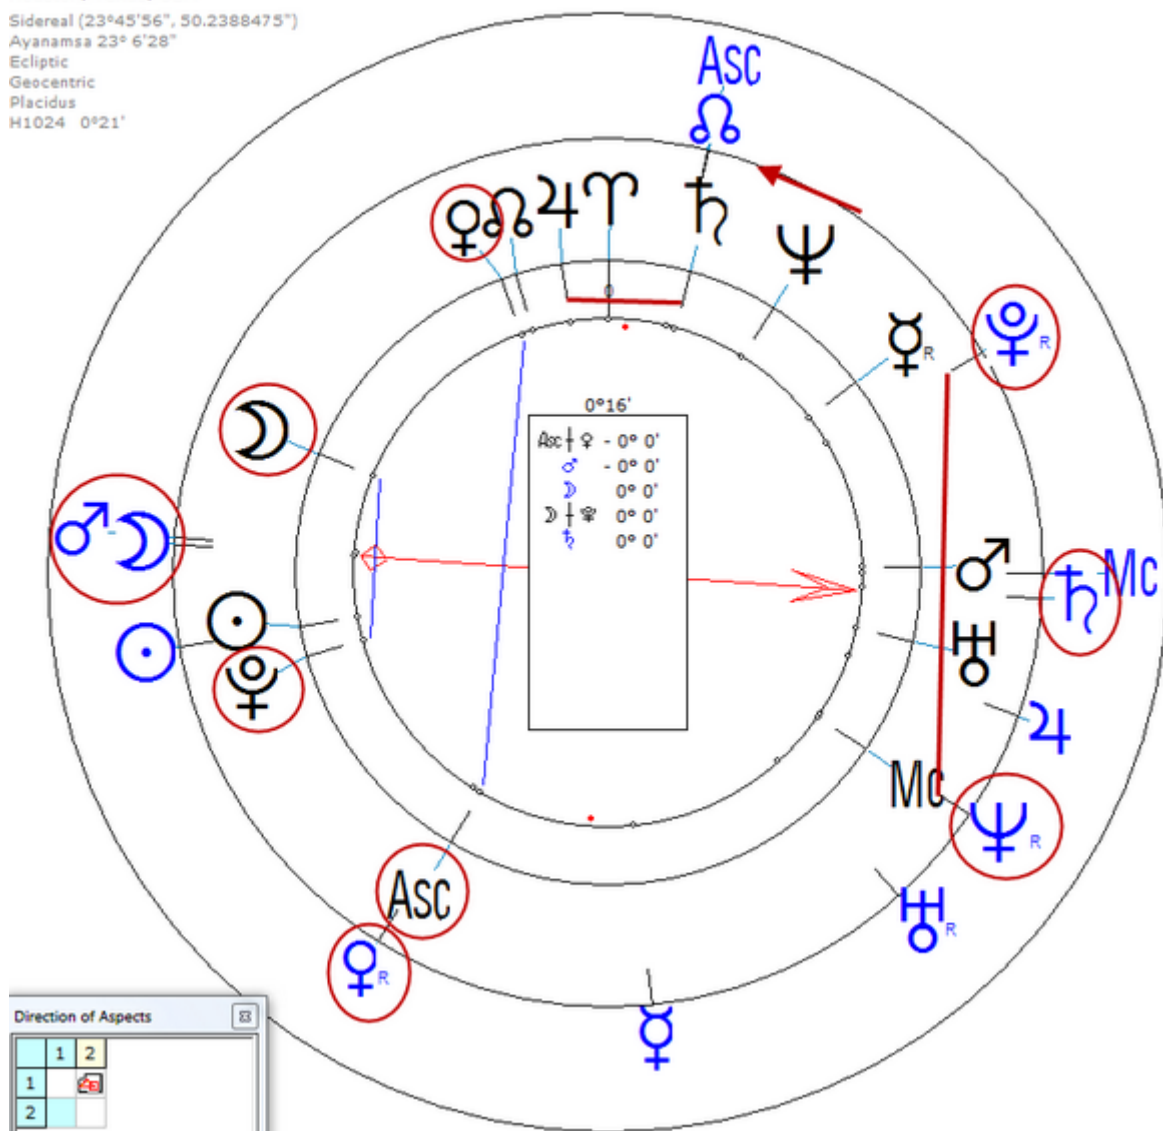 Sidereal (23°45'56", 50.2388475")
Ayanamsa 23° 6'28"
Ecliptic
Geocentric
Placidus
H1024 0°21'
Asc
☊
♀ ☊ ♃ ♈ ♄
♆
0
♇ R
☿ R
0°16'
Asc ┼ ♀ - 0° 0'
♂ - 0° 0'
☽ 0° 0'
☽ ┼ ♇ 0° 0'
♄ 0° 0'
☽
♂ ☽
♂ ♄ Mc
☉ ☉
♅
♇
♃
Mc
♆ R
Asc
♅ R
♀ R
☿
Direction of Aspects
1 2
1
2